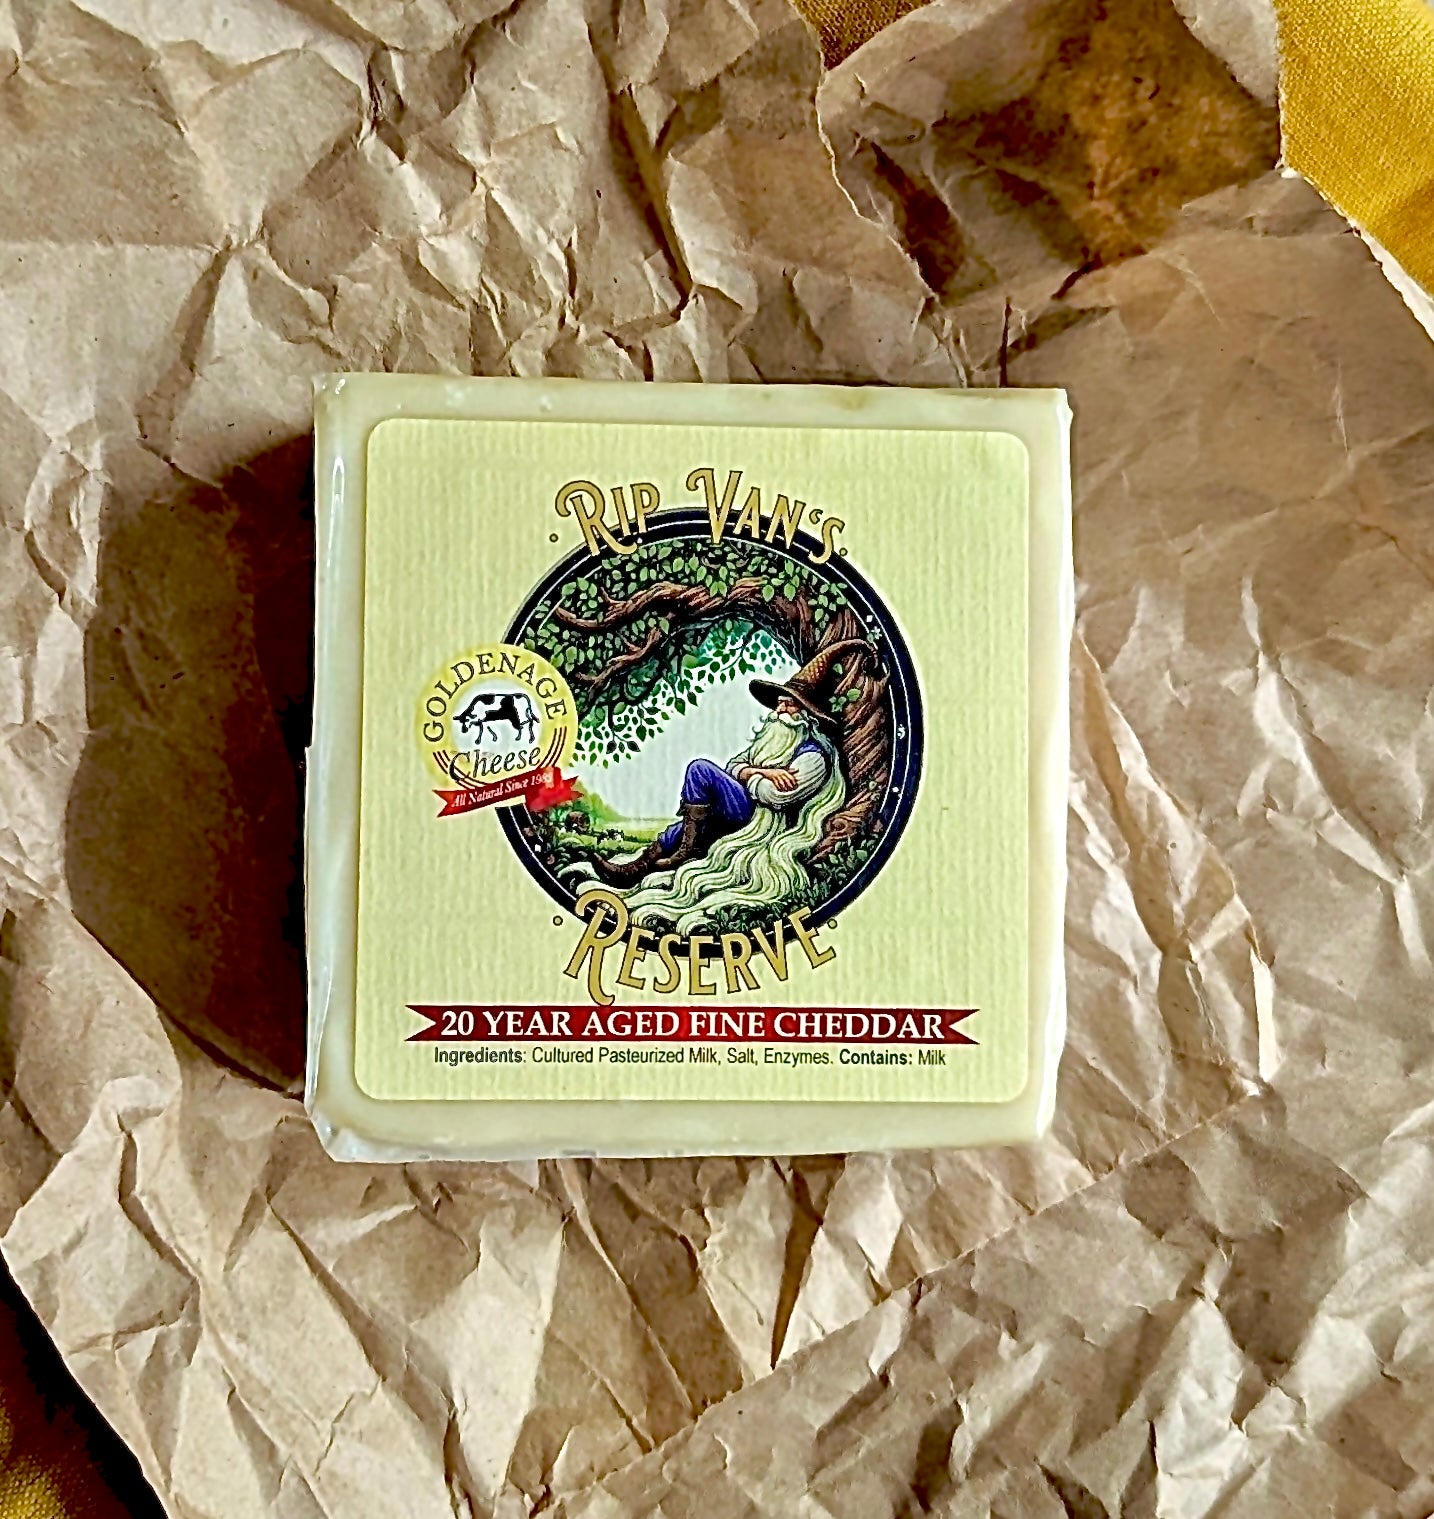 RIP VAN'S
GOLDENAGE
Cheese
All Natural Since
RESERVE
20 YEAR AGED FINE CHEDDAR
Ingredients: Cultured Pasteurized Milk, Salt, Enzymes. Contains: Milk